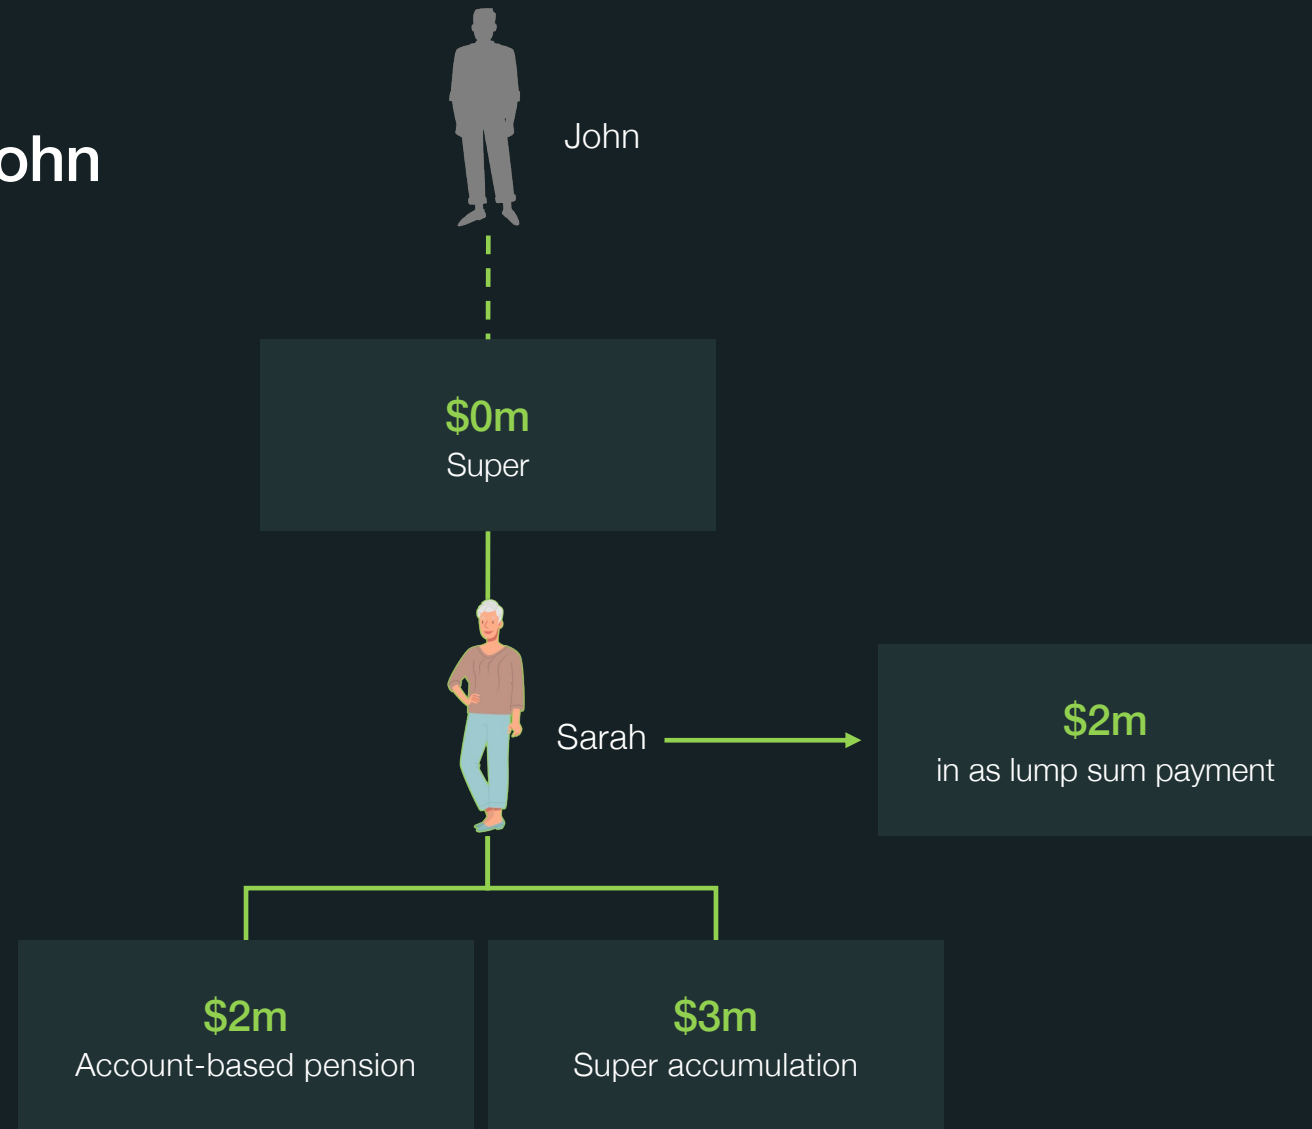 John
ohn
$0m
Super
Sarah
$2m
in as lump sum payment
$2m
Account-based pension
$3m
Super accumulation